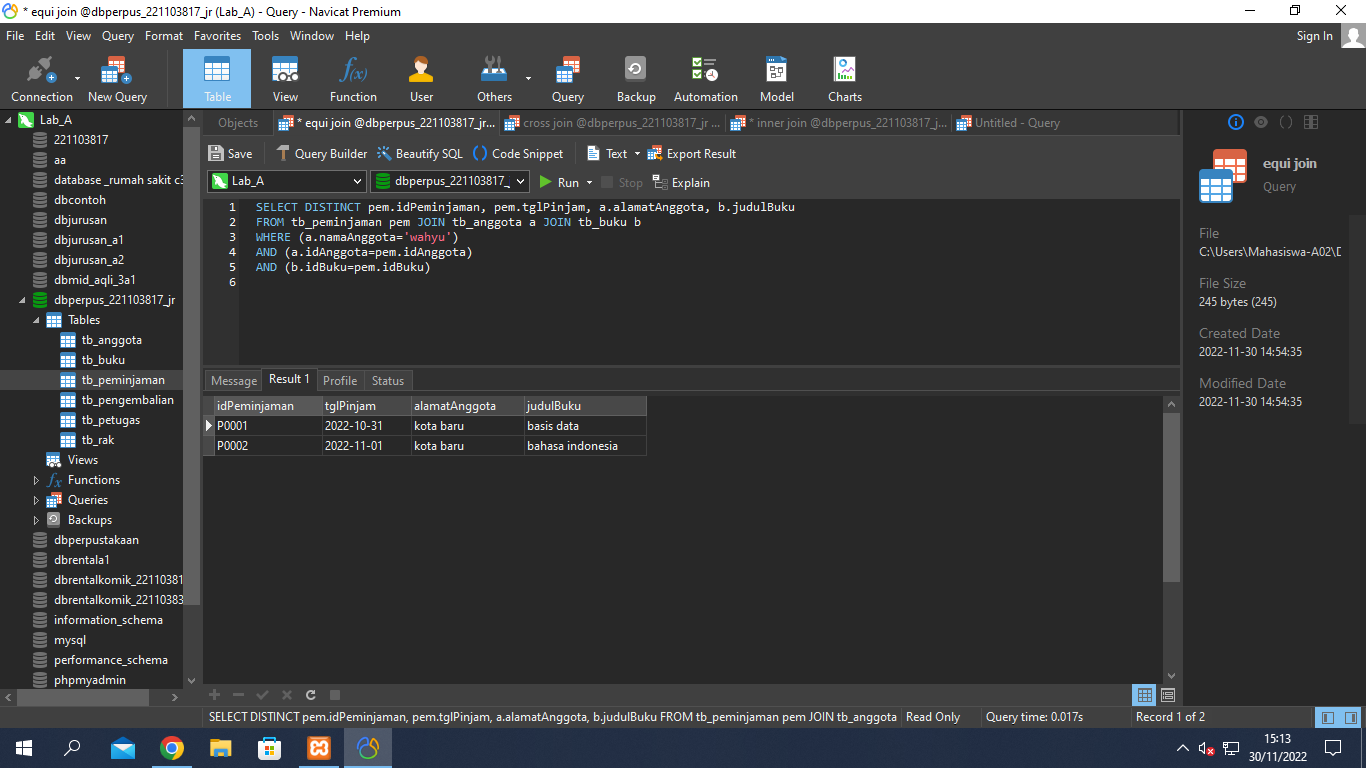 * equi join @dbperpus_221103817_jr (Lab_A) - Query - Navicat Premium
File Edit View Query Format Favorites Tools Window Help Sign In
Connection New Query Table View Function User Others Query Backup Automation Model Charts
Lab_A
221103817
aa
database _rumah sakit c3
dbcontoh
dbjurusan
dbjurusan_a1
dbjurusan_a2
dbmid_aqli_3a1
dbperpus_221103817_jr
Tables
tb_anggota
tb_buku
tb_peminjaman
tb_pengembalian
tb_petugas
tb_rak
Views
Functions
Queries
Backups
dbperpustakaan
dbrentala1
dbrentalkomik_22110381
dbrentalkomik_22110383
information_schema
mysql
performance_schema
phpmyadmin
Objects * equi join @dbperpus_221103817_jr... cross join @dbperpus_221103817_jr ... * inner join @dbperpus_221103817_j... Untitled - Query
Save Query Builder Beautify SQL Code Snippet Text Export Result
Lab_A dbperpus_221103817_ Run Stop Explain
1 SELECT DISTINCT pem.idPeminjaman, pem.tglPinjam, a.alamatAnggota, b.judulBuku
2 FROM tb_peminjaman pem JOIN tb_anggota a JOIN tb_buku b
3 WHERE (a.namaAnggota='wahyu')
4 AND (a.idAnggota=pem.idAnggota)
5 AND (b.idBuku=pem.idBuku)
6
Message Result 1 Profile Status
idPeminjaman tglPinjam alamatAnggota judulBuku
P0001 2022-10-31 kota baru basis data
P0002 2022-11-01 kota baru bahasa indonesia
equi join
Query
File
C:\Users\Mahasiswa-A02\D
File Size
245 bytes (245)
Created Date
2022-11-30 14:54:35
Modified Date
2022-11-30 14:54:35
SELECT DISTINCT pem.idPeminjaman, pem.tglPinjam, a.alamatAnggota, b.judulBuku FROM tb_peminjaman pem JOIN tb_anggota Read Only Query time: 0.017s Record 1 of 2
15:13
30/11/2022